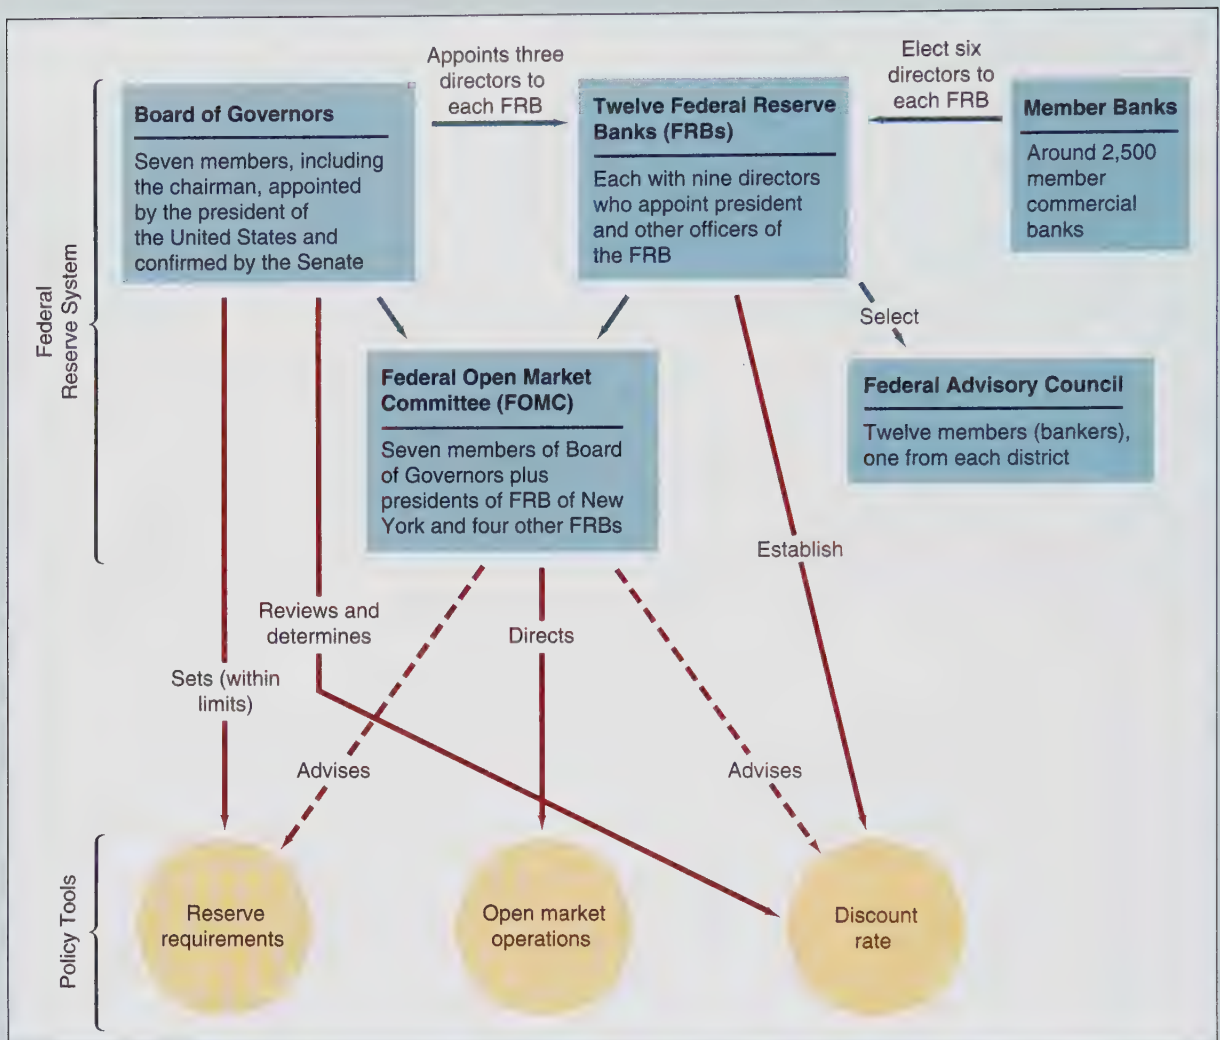 Appoints three
directors to
each FRB
Elect six
directors to
each FRB
Board of Governors
Seven members, including
the chairman, appointed
by the president of
the United States and
confirmed by the Senate
Twelve Federal Reserve
Banks (FRBs)
Each with nine directors
who appoint president
and other officers of
the FRB
Member Banks
Around 2,500
member
commercial
banks
Federal
Reserve System
Select
Federal Open Market
Committee (FOMC)
Seven members of Board
of Governors plus
presidents of FRB of New
York and four other FRBs
Federal Advisory Council
Twelve members (bankers),
one from each district
Establish
Reviews and
determines
Directs
Sets (within
limits)
Advises
Advises
Policy Tools
Reserve
requirements
Open market
operations
Discount
rate